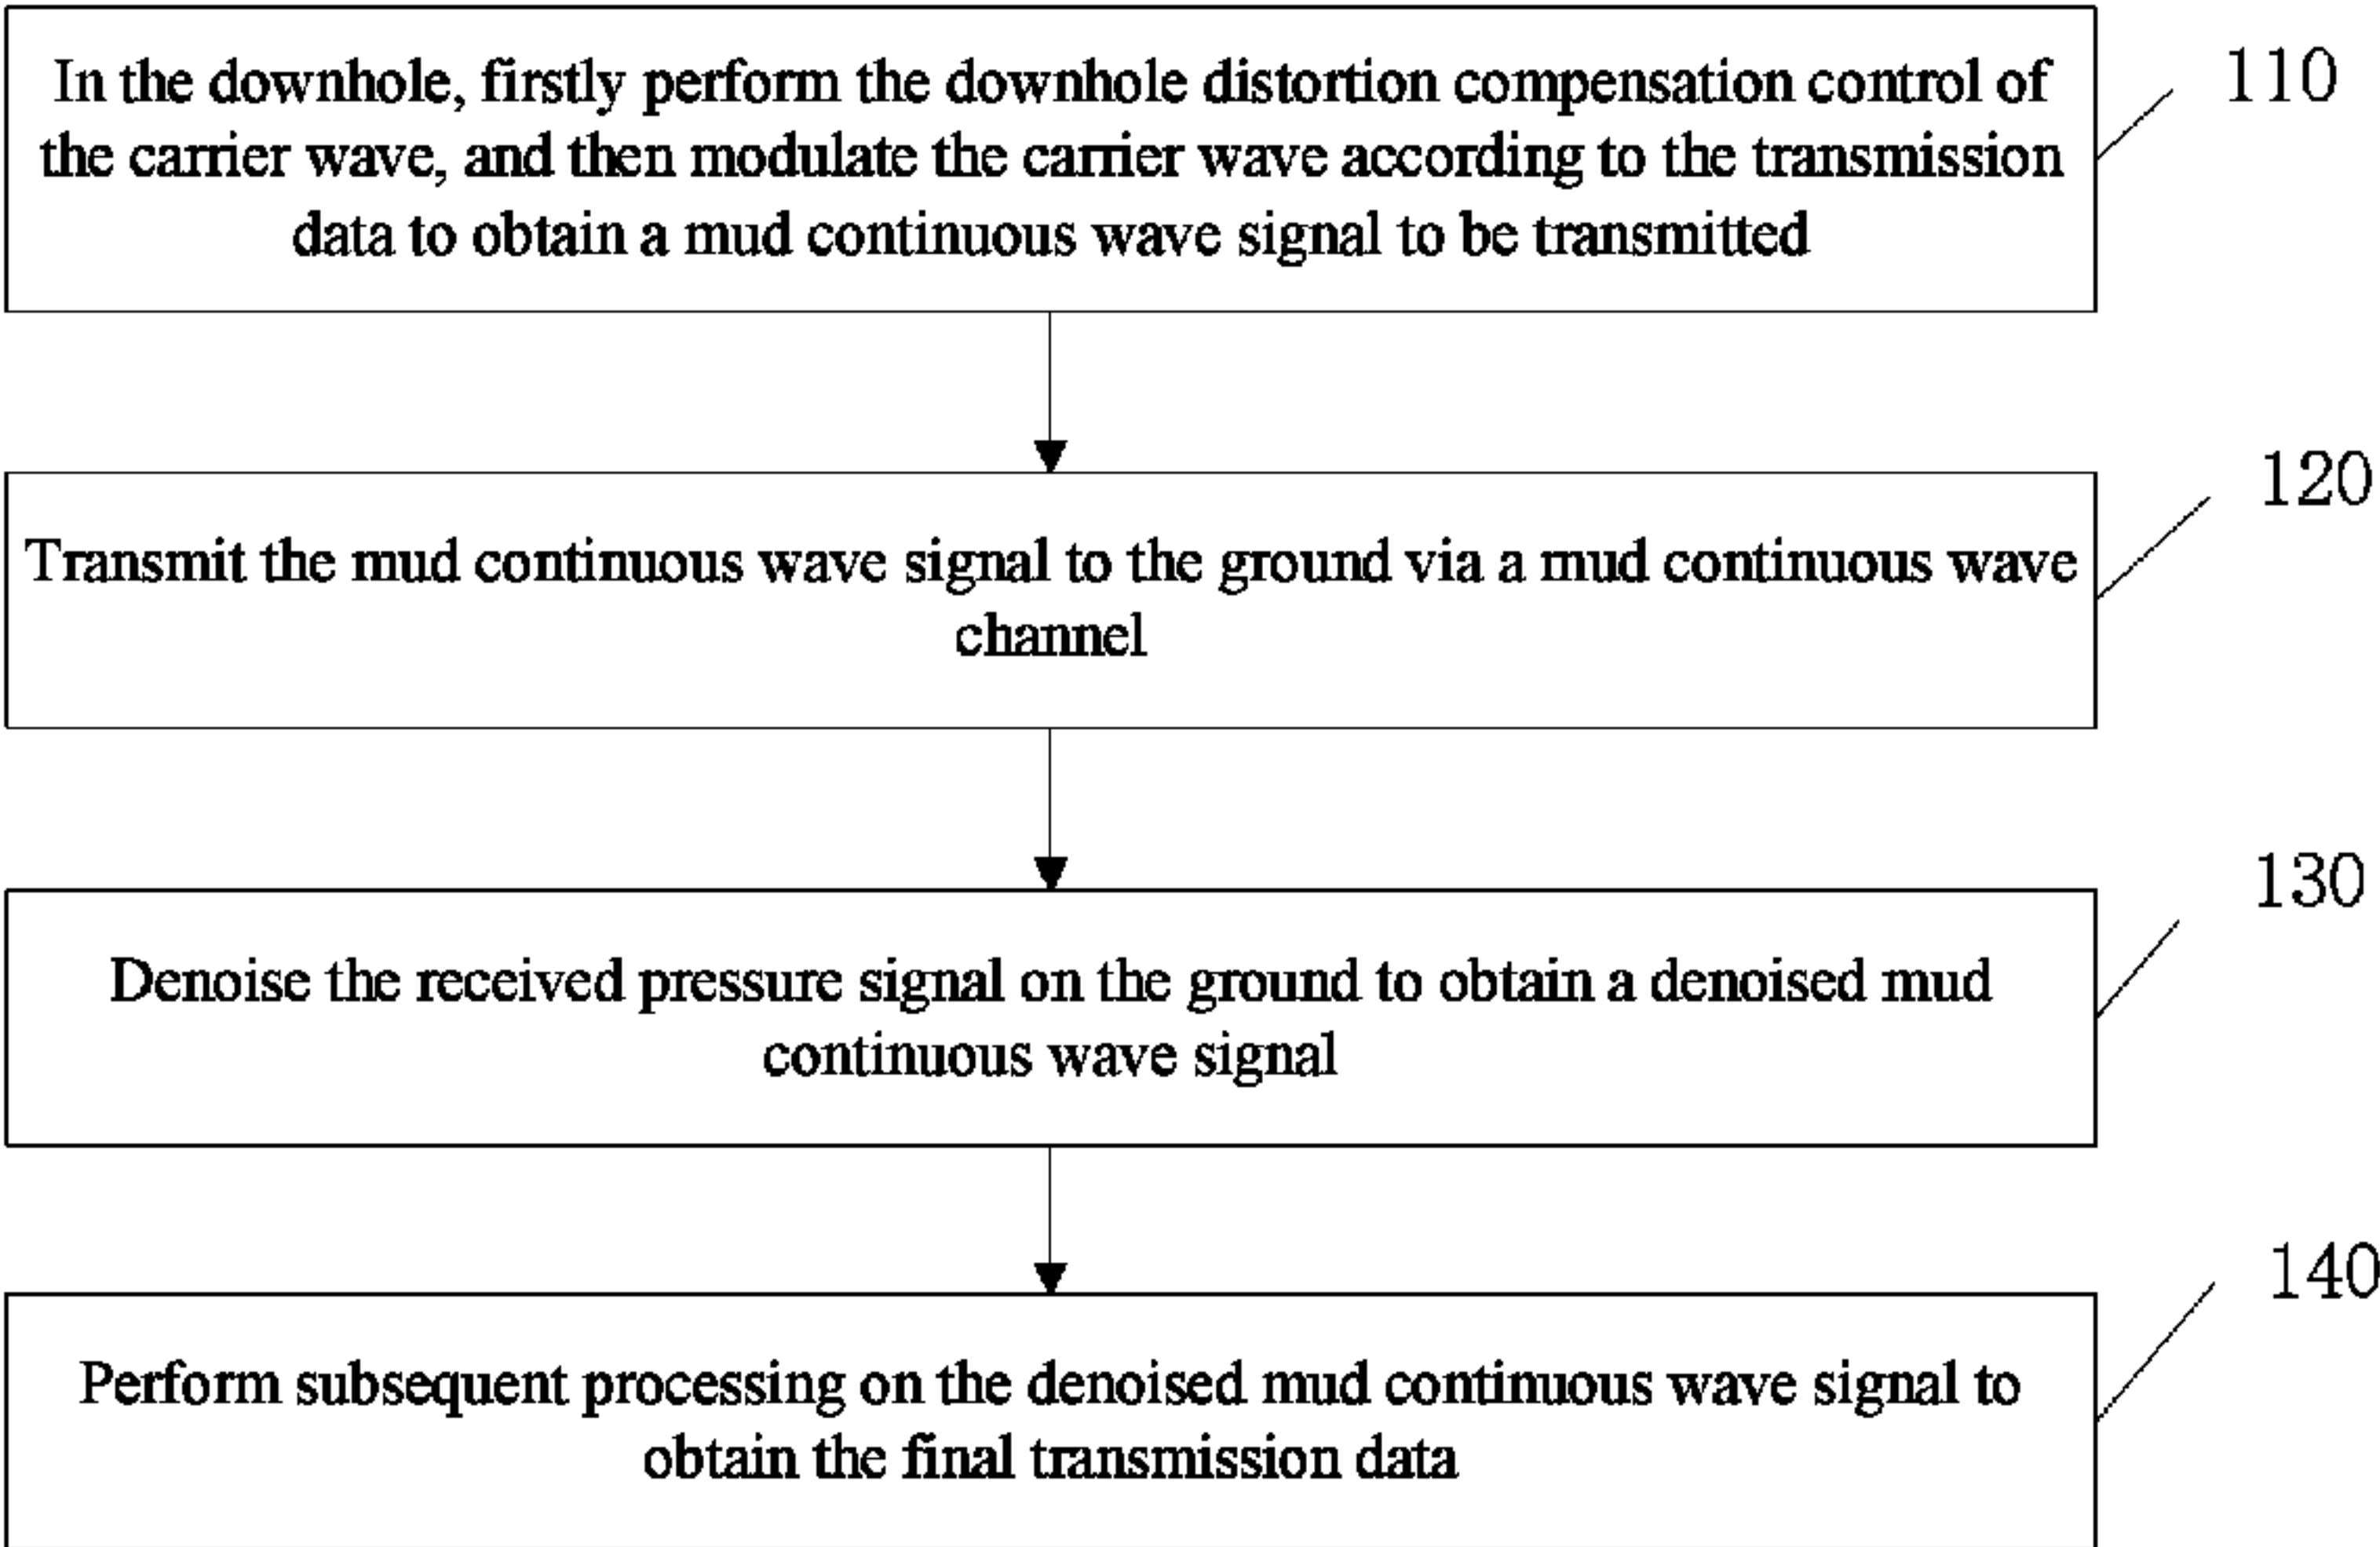 In the downhole, firstly perform the downhole distortion compensation control of
the carrier wave, and then modulate the carrier wave according to the transmission
data to obtain a mud continuous wave signal to be transmitted
110
Transmit the mud continuous wave signal to the ground via a mud continuous wave
channel
120
Denoise the received pressure signal on the ground to obtain a denoised mud
continuous wave signal
130
Perform subsequent processing on the denoised mud continuous wave signal to
obtain the final transmission data
140